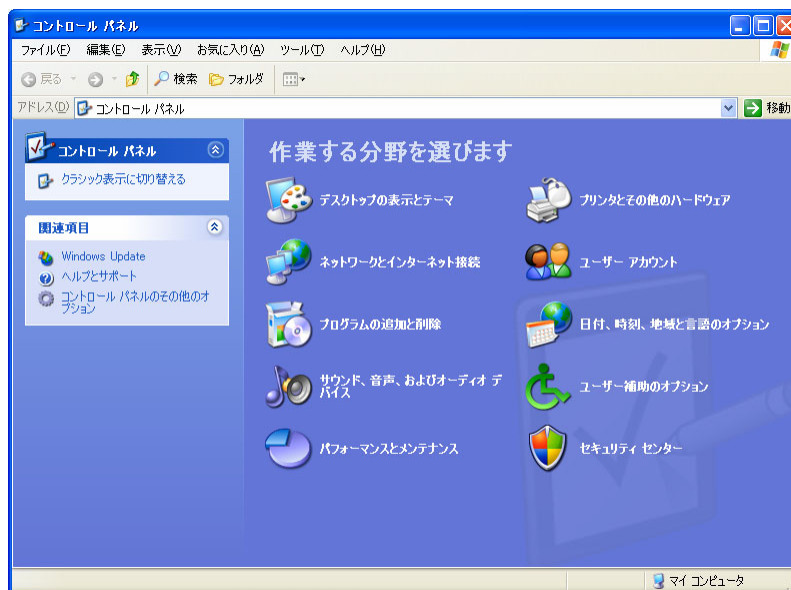 コントロール パネル
ファイル(F) 編集(E) 表示(V) お気に入り(A) ツール(T) ヘルプ(H)
戻る 検索 フォルダ
アドレス(D) コントロール パネル 移動
コントロール パネル
クラシック表示に切り替える
関連項目
Windows Update
ヘルプとサポート
コントロール パネルのその他のオ
プション
作業する分野を選びます
デスクトップの表示とテーマ
プリンタとその他のハードウェア
ネットワークとインターネット接続
ユーザー アカウント
プログラムの追加と削除
日付、時刻、地域と言語のオプション
サウンド、音声、およびオーディオ デ
バイス
ユーザー補助のオプション
パフォーマンスとメンテナンス
セキュリティ センター
マイ コンピュータ